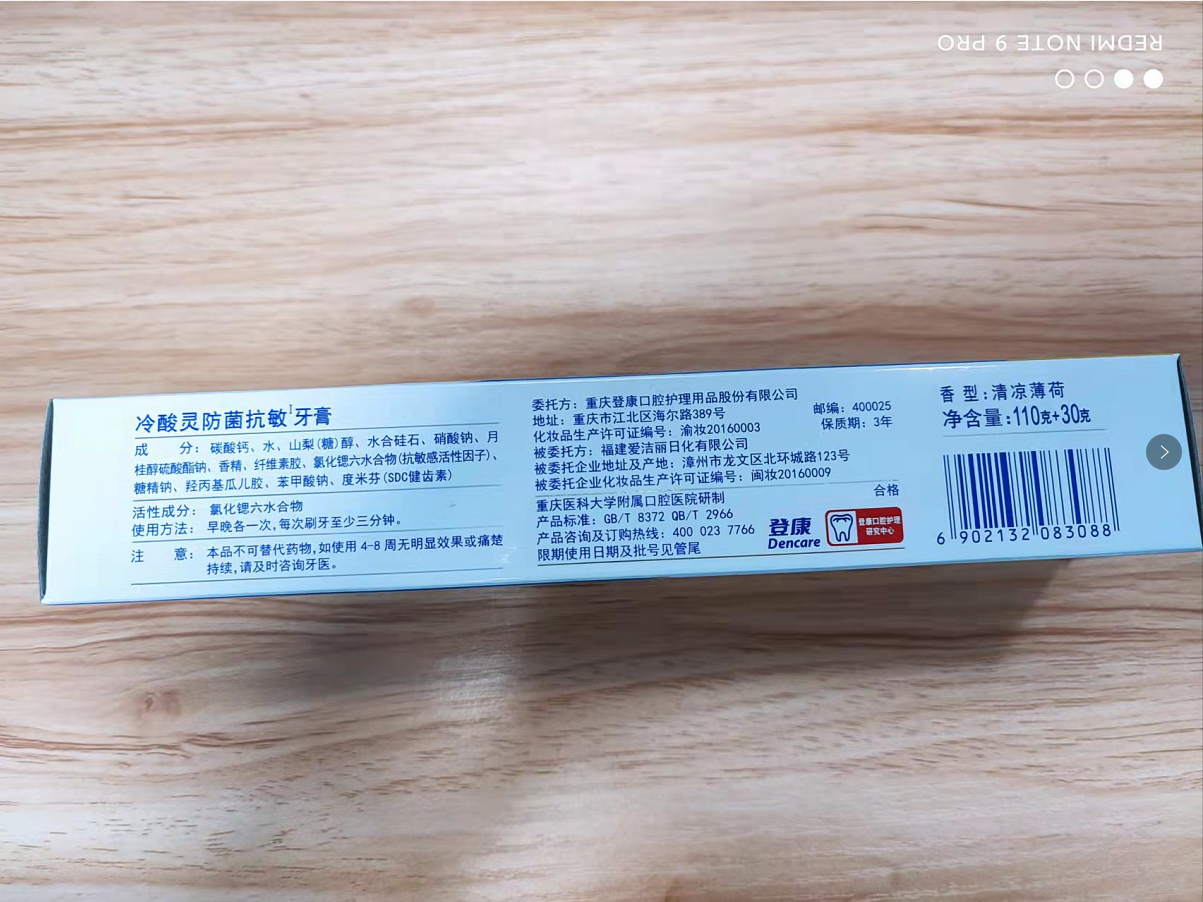 REDMI NOTE 9 PRO
冷酸灵防菌抗敏牙膏
成 分：碳酸钙、水、山梨(糖)醇、水合硅石、硝酸钠、月
桂醇硫酸酯钠、香精、纤维素胶、氯化锶六水合物(抗敏感活性因子)、
糖精钠、羟丙基瓜儿胶、苯甲酸钠、度米芬(SDC健齿素)
活性成分：氯化锶六水合物
使用方法：早晚各一次,每次刷牙至少三分钟。
注 意：本品不可替代药物,如使用4-8周无明显效果或痛楚
持续,请及时咨询牙医。
委托方：重庆登康口腔护理用品股份有限公司
地址：重庆市江北区海尔路389号
邮编：400025
化妆品生产许可证编号：渝妆20160003
保质期：3年
被委托方：福建爱洁丽日化有限公司
被委托企业地址及产地：漳州市龙文区北环城路123号
被委托企业化妆品生产许可证编号：闽妆20160009
重庆医科大学附属口腔医院研制
合格
产品标准：GB/T 8372 QB/T 2966
产品咨询及订购热线：400 023 7766
限期使用日期及批号见管尾
登康
Dencare
登康口腔护理
研究中心
香型:清凉薄荷
净含量:110克+30克
6 902132 083088